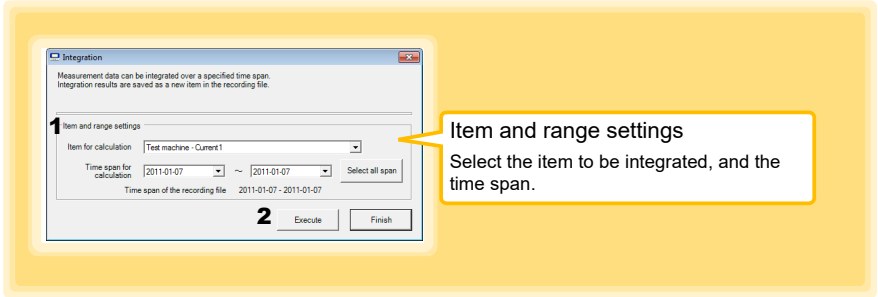 Integration
Measurement data can be integrated over a specified time span.
Integration results are saved as a new item in the recording file.
1
Item and range settings
Item for calculation
Test machine - Current1
Time span for
calculation
2011-01-07
~
2011-01-07
Select all span
Time span of the recording file 2011-01-07 - 2011-01-07
2
Execute
Finish
Item and range settings
Select the item to be integrated, and the
time span.